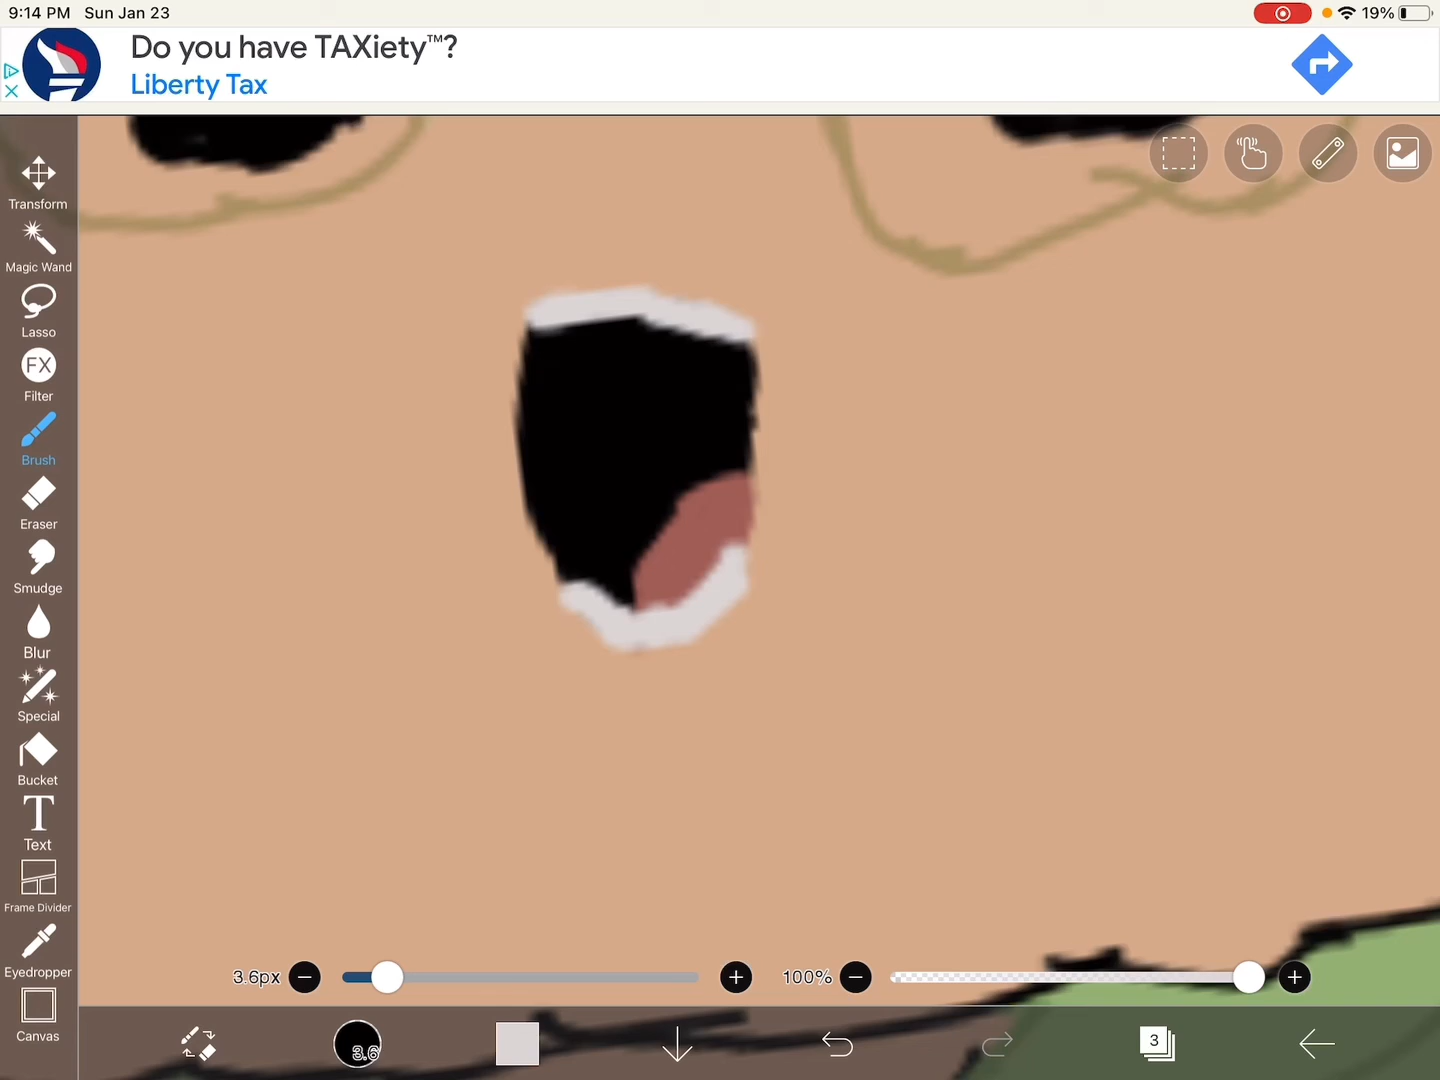 9:14 PM Sun Jan 23
19%
Do you have TAXiety™?
Liberty Tax
Transform
Magic Wand
Lasso
FX
Filter
Brush
Eraser
Smudge
Blur
Special
Bucket
T
Text
Frame Divider
Eyedropper
Canvas
3.6px
100%
3.6
3